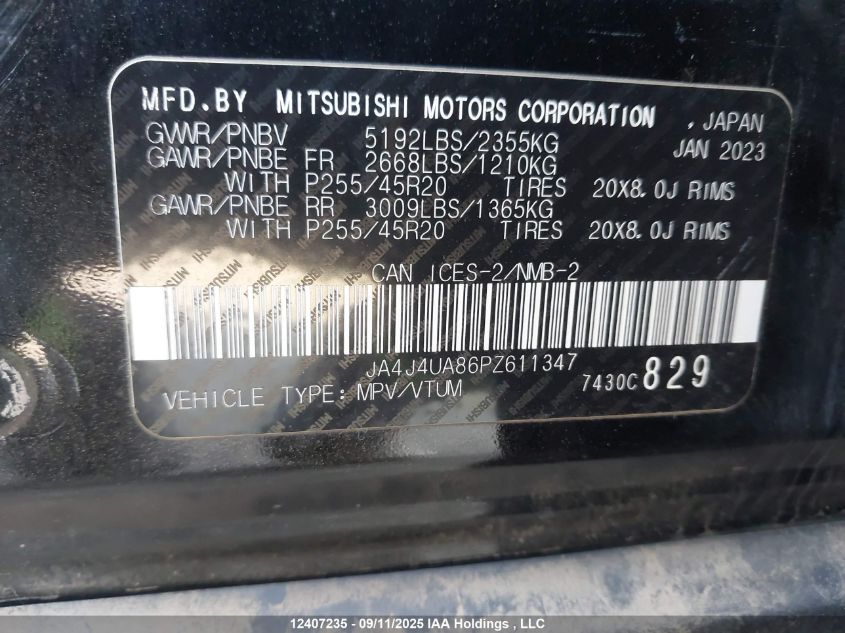 MFD.BY MITSUBISHI MOTORS CORPORATION , JAPAN
GWWR/PNBV 5192LBS/2355KG JAN 2023
GAWR/PNBE FR 2668LBS/1210KG
WITH P255/45R20 TIRES 20X8.0J RIMS
GAWR/PNBE RR 3009LBS/1365KG
WITH P255/45R20 TIRES 20X8.0J RIMS
CAN ICES-2/NMB-2
JA4J4UA86PZ611347
VEHICLE TYPE: MPV/VTUM 7430C 829
12407235 - 09/11/2025 IAA Holdings , LLC